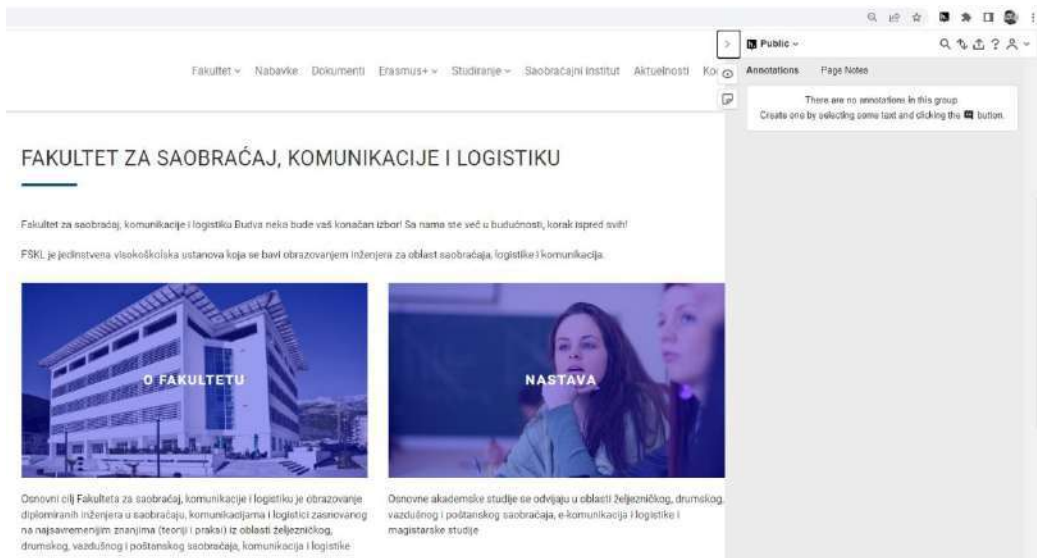 Fakultet Nabavke Dokumenti Erasmus+ Studiranje Saobraćajni Institut Aktuelnosti
Public
Annotations Page Notes
There are no annotations in this group
Create one by selecting some text and clicking the button.
FAKULTET ZA SAOBRAĆAJ, KOMUNIKACIJE I LOGISTIKU
Fakultet za saobraćaj, komunikacije i logistiku Budva neka bude vaš konačan izbor! Sa nama ste već u budućnosti, korak ispred svih!
FSKL je jedinstvena visokoškolska ustanova koja se bavi obrazovanjem inženjera za oblast saobraćaja, logistike i komunikacija.
O FAKULTETU
NASTAVA
Osnovni cilj Fakulteta za saobraćaj, komunikacije i logistiku je obrazovanje
diplomiranih inženjera u saobraćaju, komunikacijama i logistici zasnovanog
na najsavremenijim znanjima (teoriji i praksi) iz oblasti željezničkog,
drumskog, vazdušnog i poštanskog saobraćaja, komunikacija i logistike
Osnovne akademske studije se odvijaju u oblasti željezničkog, drumskog,
vazdušnog i poštanskog saobraćaja, e-komunikacija i logistike i
magistarske studije